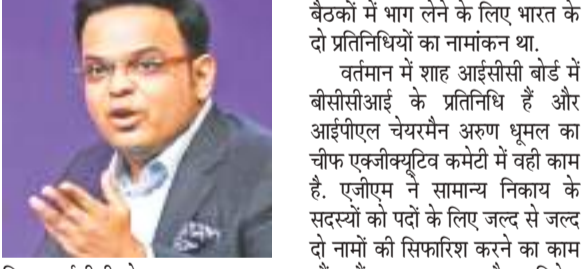 बैठकों में भाग लेने के लिए भारत के
दो प्रतिनिधियों का नामांकन था.
वर्तमान में शाह आईसीसी बोर्ड में
बीसीसीआई के प्रतिनिधि हैं और
आईपीएल चेयरमैन अरुण धूमल का
चीफ एक्जीक्यूटिव कमेटी में वही काम
है. एजीएम ने सामान्य निकाय के
सदस्यों को पदों के लिए जल्द से जल्द
दो नामों की सिफारिश करने का काम